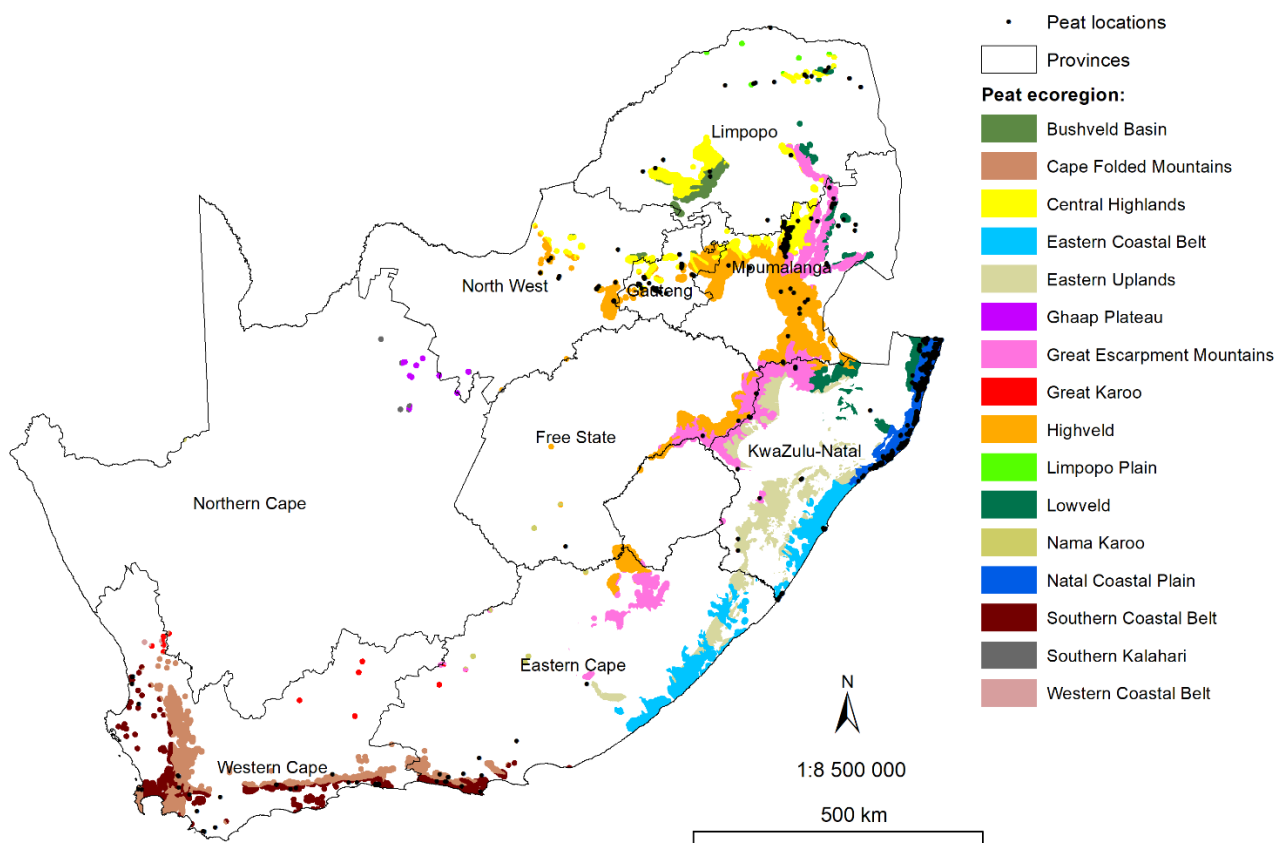 Peat locations
Provinces
Peat ecoregion:
Bushveld Basin
Cape Folded Mountains
Central Highlands
Eastern Coastal Belt
Eastern Uplands
Ghaap Plateau
Great Escarpment Mountains
Great Karoo
Highveld
Limpopo Plain
Lowveld
Nama Karoo
Natal Coastal Plain
Southern Coastal Belt
Southern Kalahari
Western Coastal Belt
Limpopo
Mpumalanga
North West
Gauteng
Free State
KwaZulu-Natal
Northern Cape
Eastern Cape
Western Cape
N
1:8 500 000
500 km